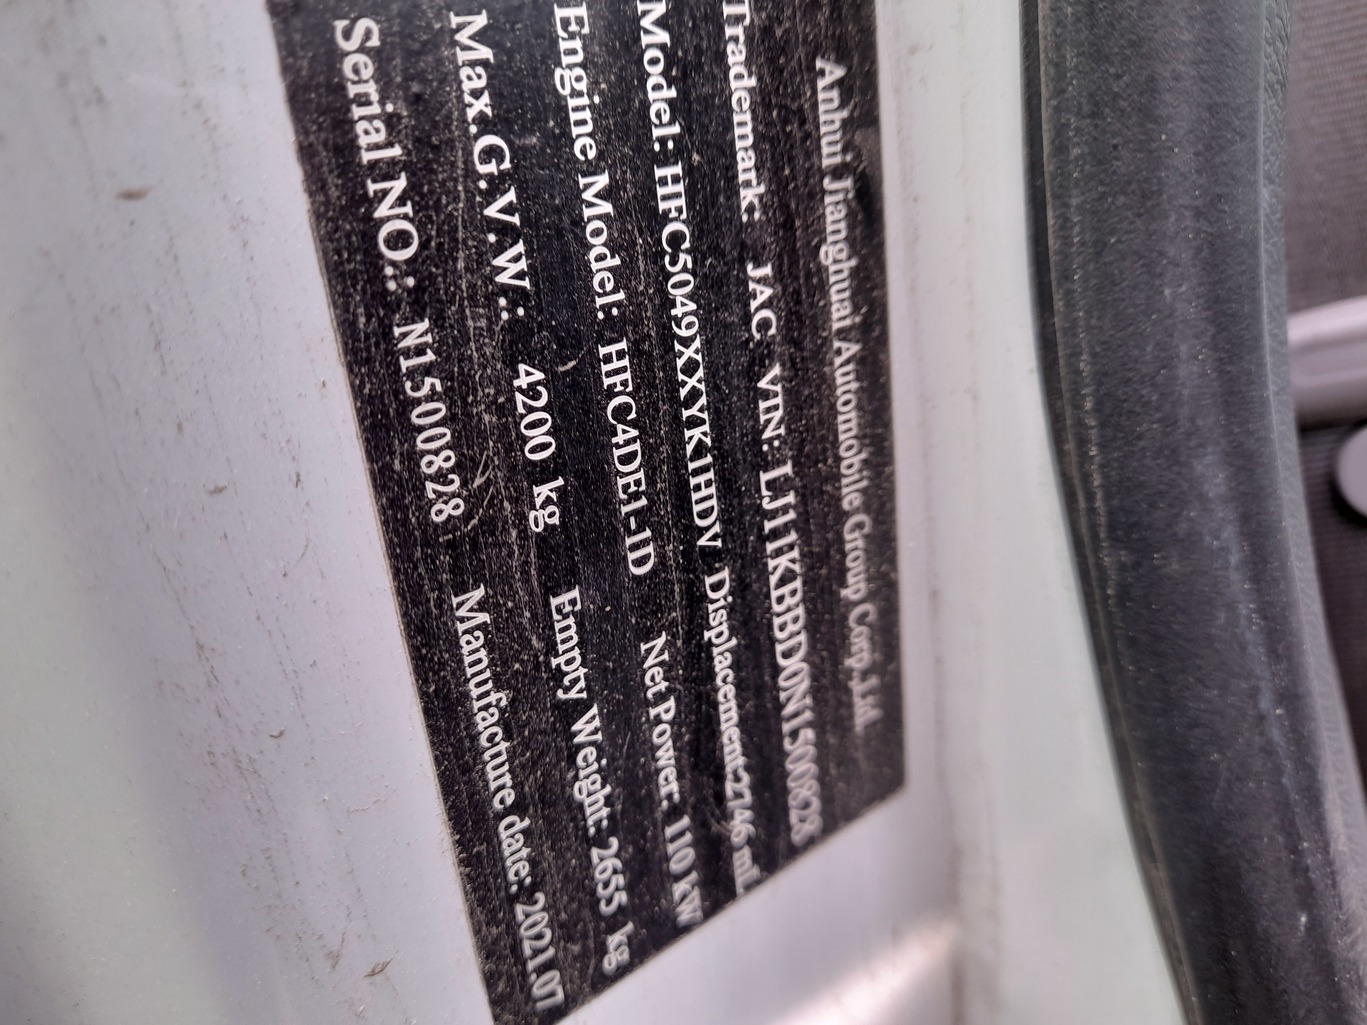 Anhui Jianghuai Automobile Group Corp.,Ltd.
Trademark: JAC VIN: LJ11KBBD0N1500828
Model: HFC5049XXYK1HDV Displacement:2746 mL
Engine Model: HFC4DE1-1D Net Power: 110 kW
Max.G.V.W.: 4200 kg Empty Weight: 2655 kg
Serial NO.: N1500828 Manufacture date: 2021.07